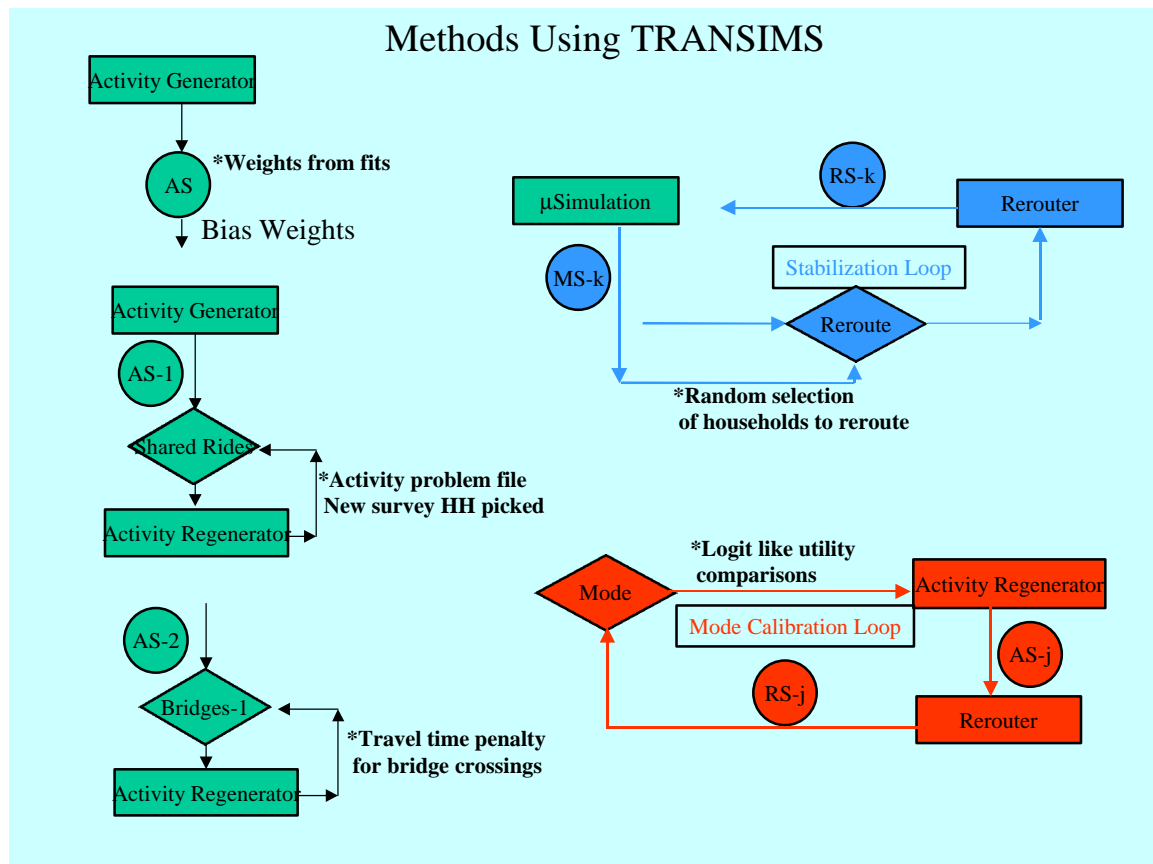 Methods Using TRANSIMS
Activity Generator
AS
*Weights from fits
Bias Weights
Activity Generator
AS-1
Shared Rides
*Activity problem file
New survey HH picked
Activity Regenerator
AS-2
Bridges-1
*Travel time penalty
for bridge crossings
Activity Regenerator
RS-k
µSimulation
Rerouter
MS-k
Stabilization Loop
Reroute
*Random selection
of households to reroute
*Logit like utility
comparisons
Mode
Activity Regenerator
Mode Calibration Loop
AS-j
RS-j
Rerouter